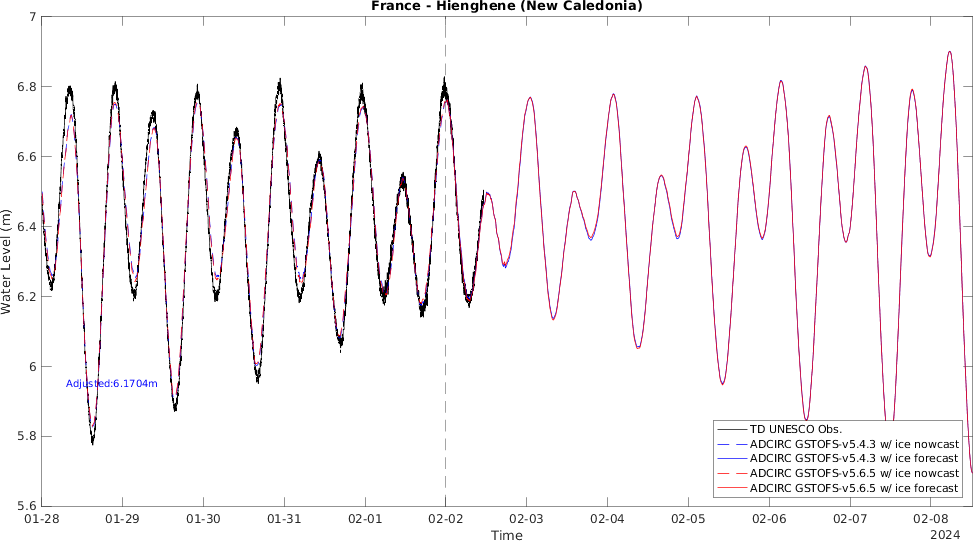 France - Hienghene (New Caledonia)
7
6.8
6.6
6.4
6.2
6
5.8
5.6
Water Level (m)
Adjusted:6.1704m
TD UNESCO Obs.
ADCIRC GSTOFS-v5.4.3 w/ ice nowcast
ADCIRC GSTOFS-v5.4.3 w/ ice forecast
ADCIRC GSTOFS-v5.6.5 w/ ice nowcast
ADCIRC GSTOFS-v5.6.5 w/ ice forecast
01-28 01-29 01-30 01-31 02-01 02-02 02-03 02-04 02-05 02-06 02-07 02-08
Time
2024